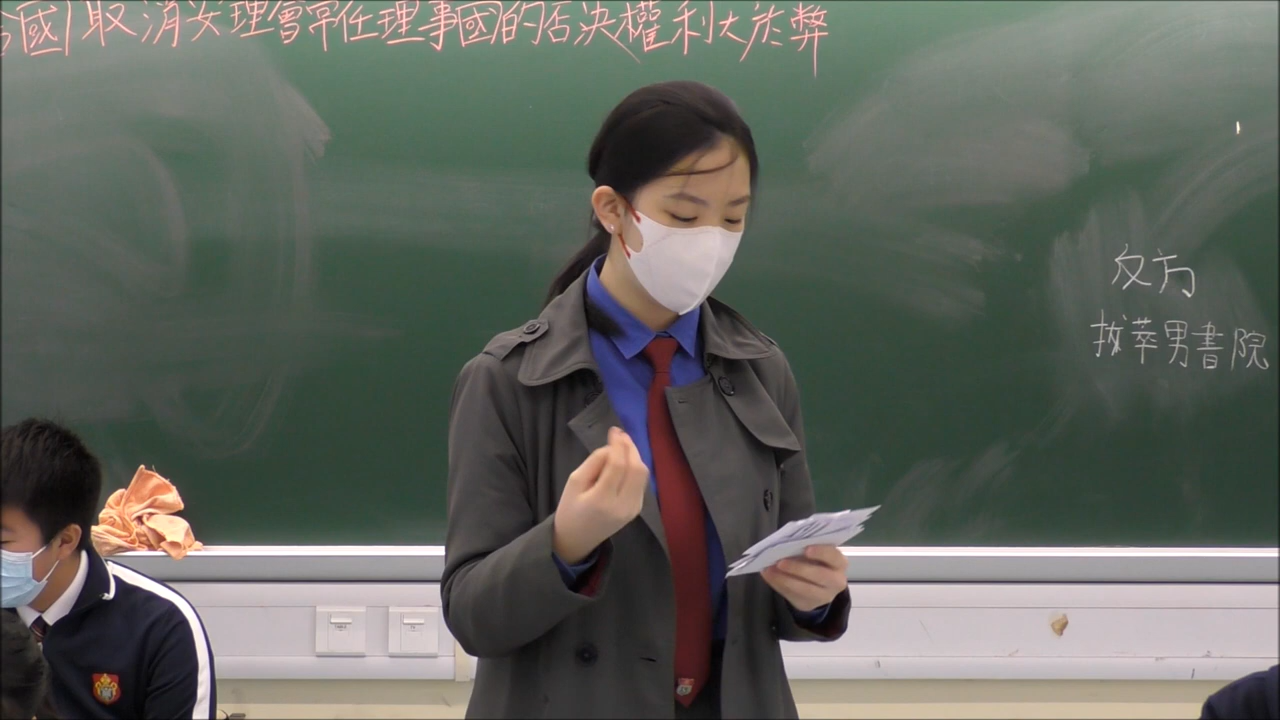 合國)取消安理會常任理事國的否決權利大於弊
反方
拔萃男書院